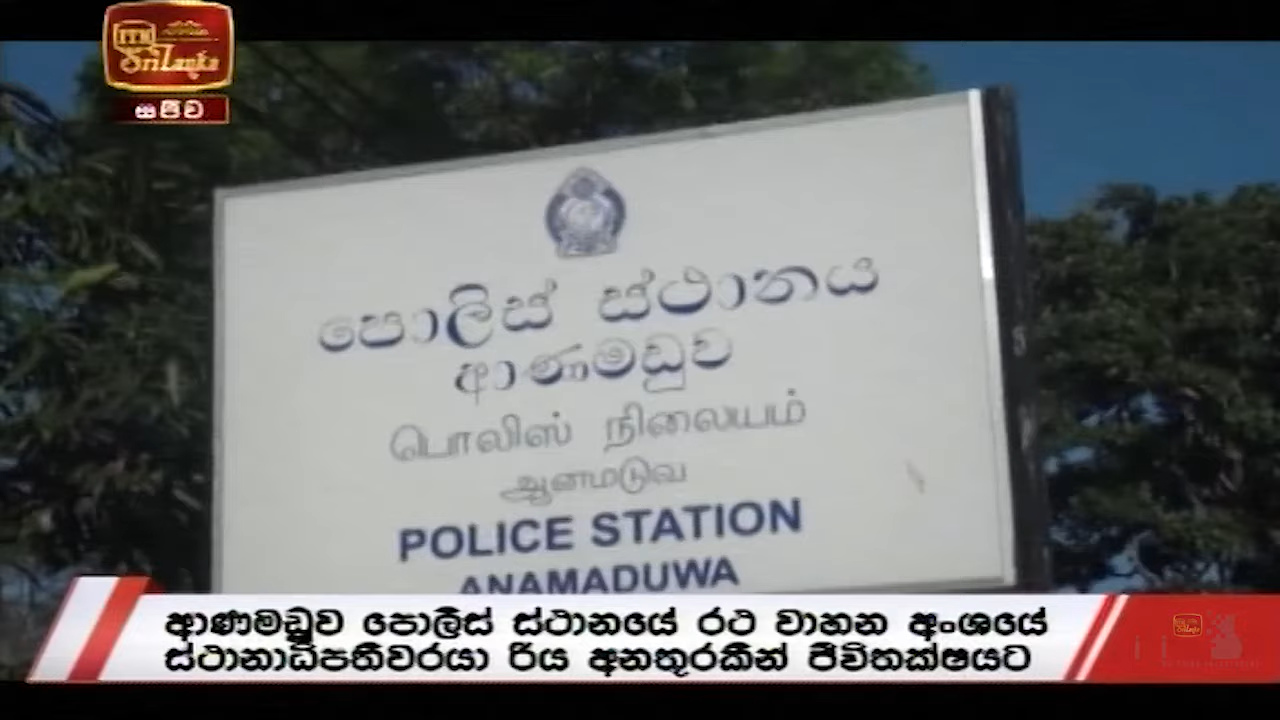 ITN
Sri Lanka
සජීව
පොලිස් ස්ථානය
ආණමඩුව
பொலிஸ் நிலையம்
ஆனமடுவ
POLICE STATION
ANAMADUWA
ආණමඩුව පොලීස් ස්ථානයේ රථ වාහන අංශයේ
ස්ථානාධිපතීවරයා රිය අනතුරකින් ජීවිතක්ෂයට